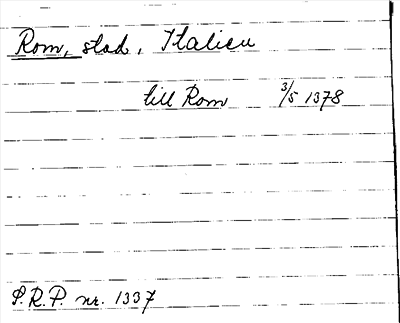 Rom, stad, Italien
till Rom 3/5 1378
P.R.P. nr. 1337